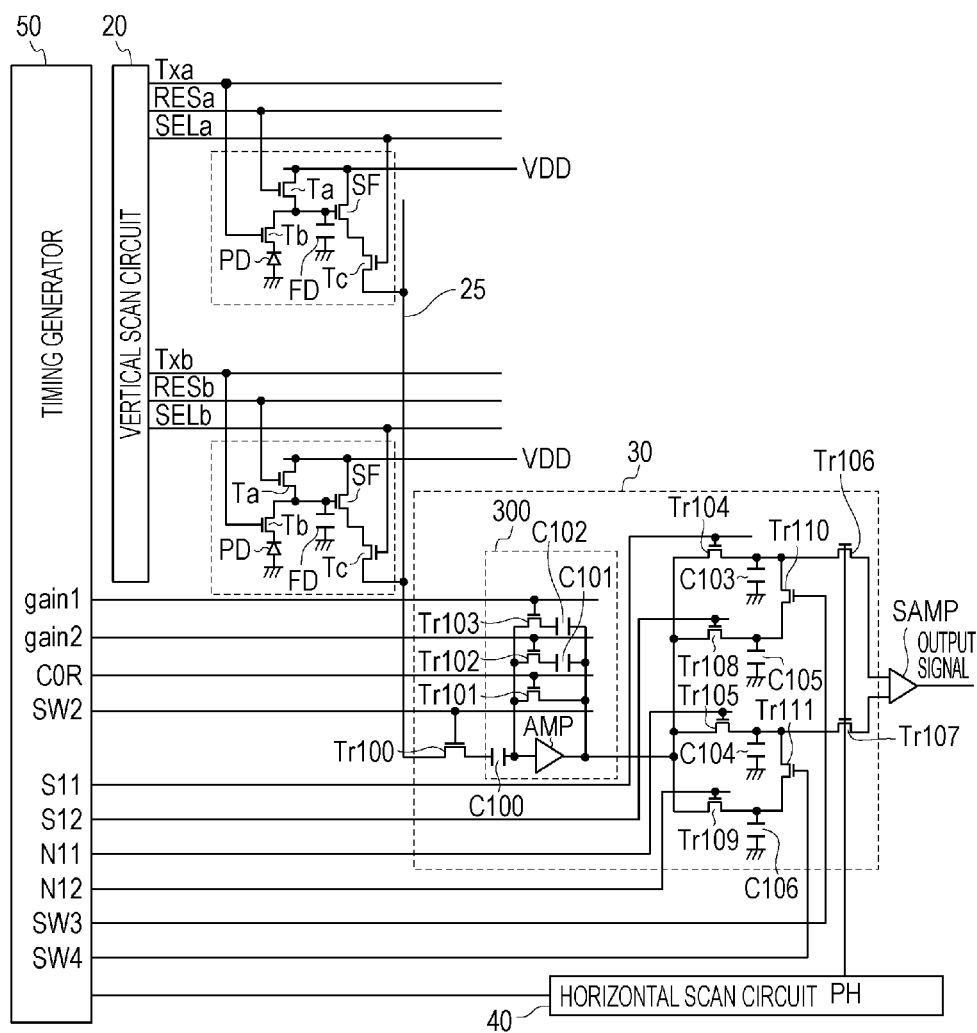 50
20
TIMING GENERATOR
VERTICAL SCAN CIRCUIT
Txa
RESa
SELa
VDD
Ta
SF
Tb
PD
FD
Tc
25
Txb
RESb
SELb
VDD
Ta
SF
Tb
PD
FD
Tc
30
Tr106
300
Tr104
Tr110
C102
C101
C103
gain1
gain2
C0R
SW2
Tr103
Tr102
Tr101
Tr108
C105
SAMP
OUTPUT
SIGNAL
Tr105
Tr111
AMP
Tr100
C100
C104
Tr107
Tr109
C106
S11
S12
N11
N12
SW3
SW4
HORIZONTAL SCAN CIRCUIT PH
40